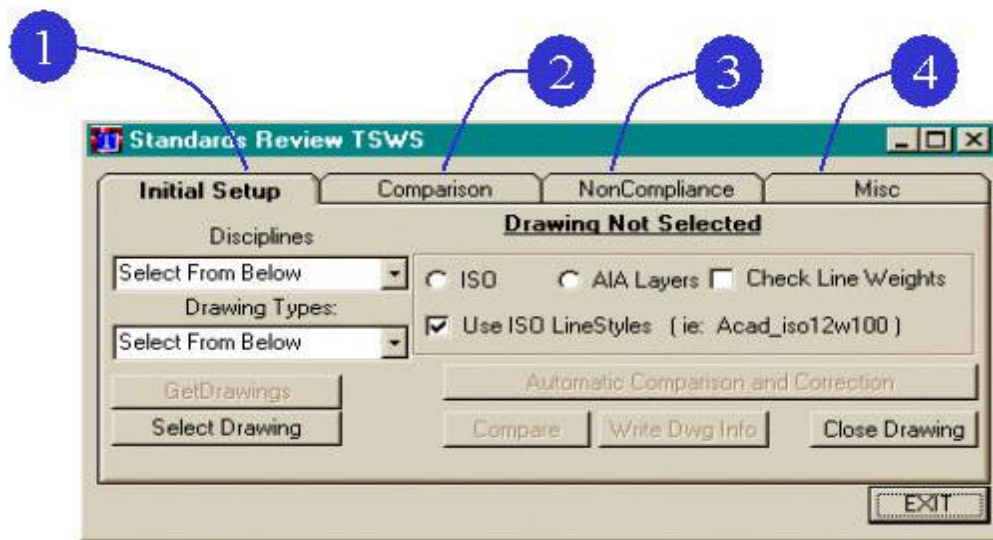 1
2
3
4
Standards Review TSWS
Initial Setup
Comparison
NonCompliance
Misc
Drawing Not Selected
Disciplines
Select From Below
ISO
AIA Layers
Check Line Weights
Drawing Types:
Use ISO LineStyles ( ie: Acad_iso12w100 )
Select From Below
GetDrawings
Automatic Comparison and Correction
Select Drawing
Compare
Write Dwg Info
Close Drawing
EXIT